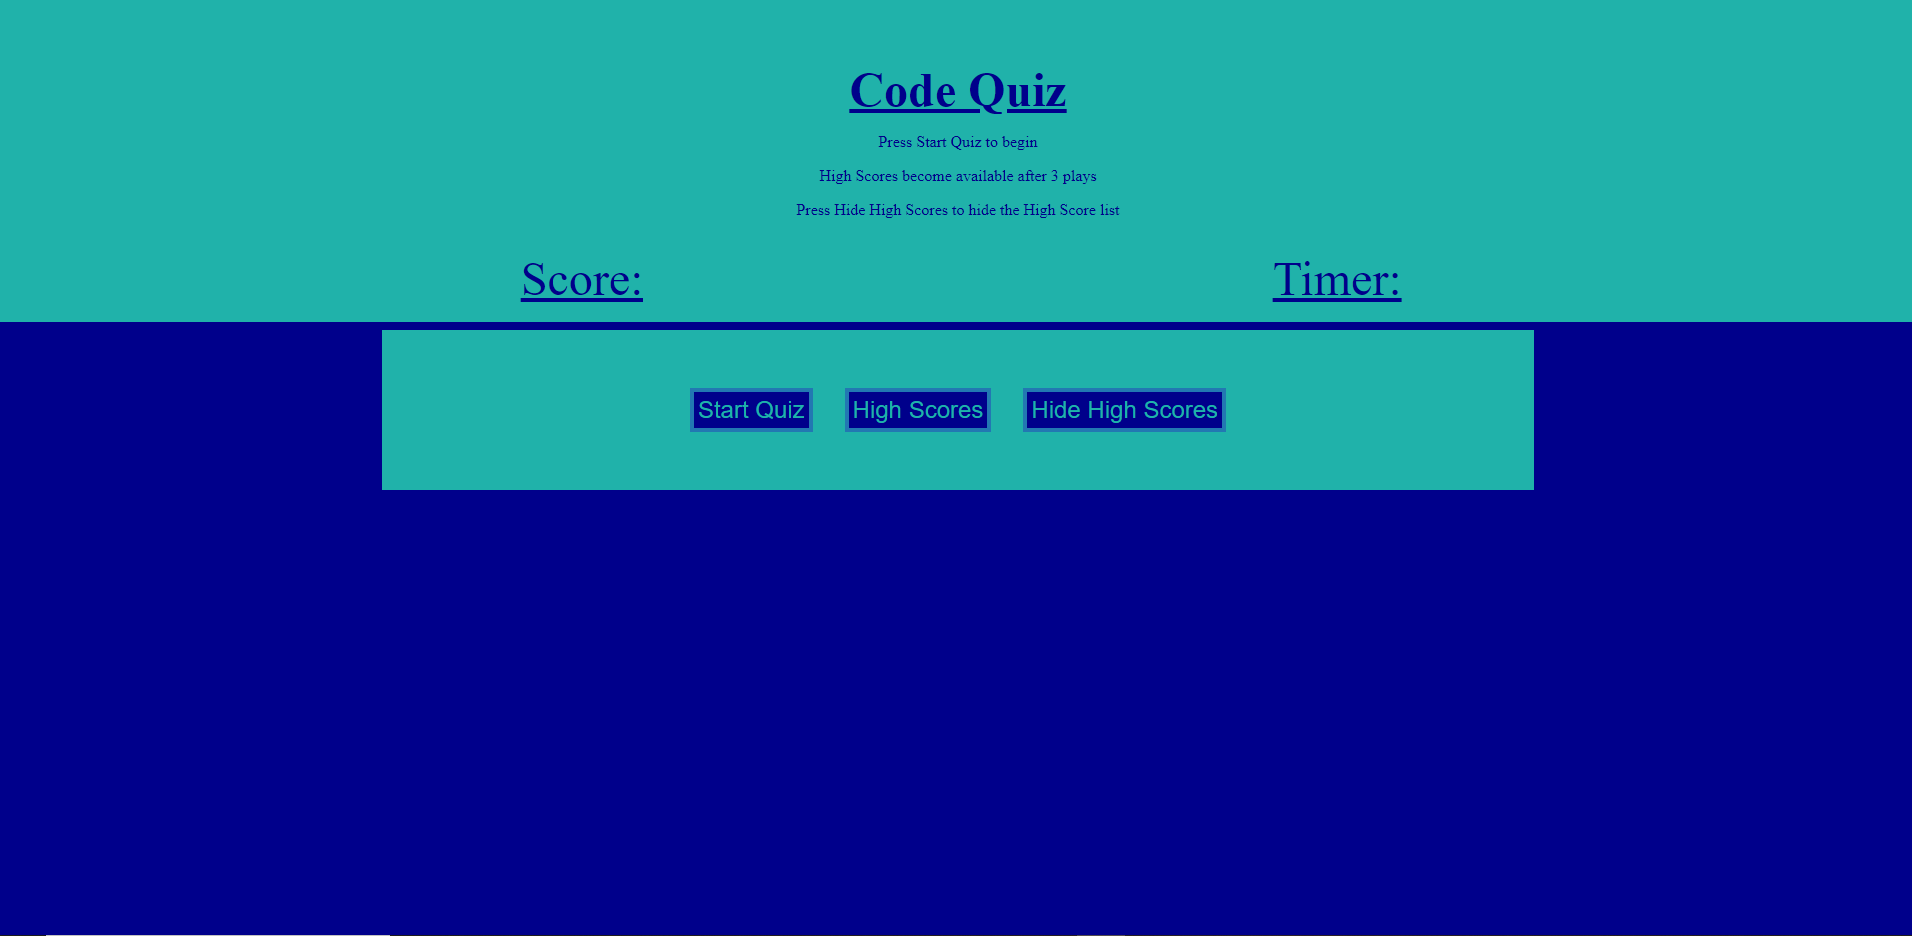 Code Quiz
Press Start Quiz to begin
High Scores become available after 3 plays
Press Hide High Scores to hide the High Score list
Score: Timer:
Start Quiz High Scores Hide High Scores